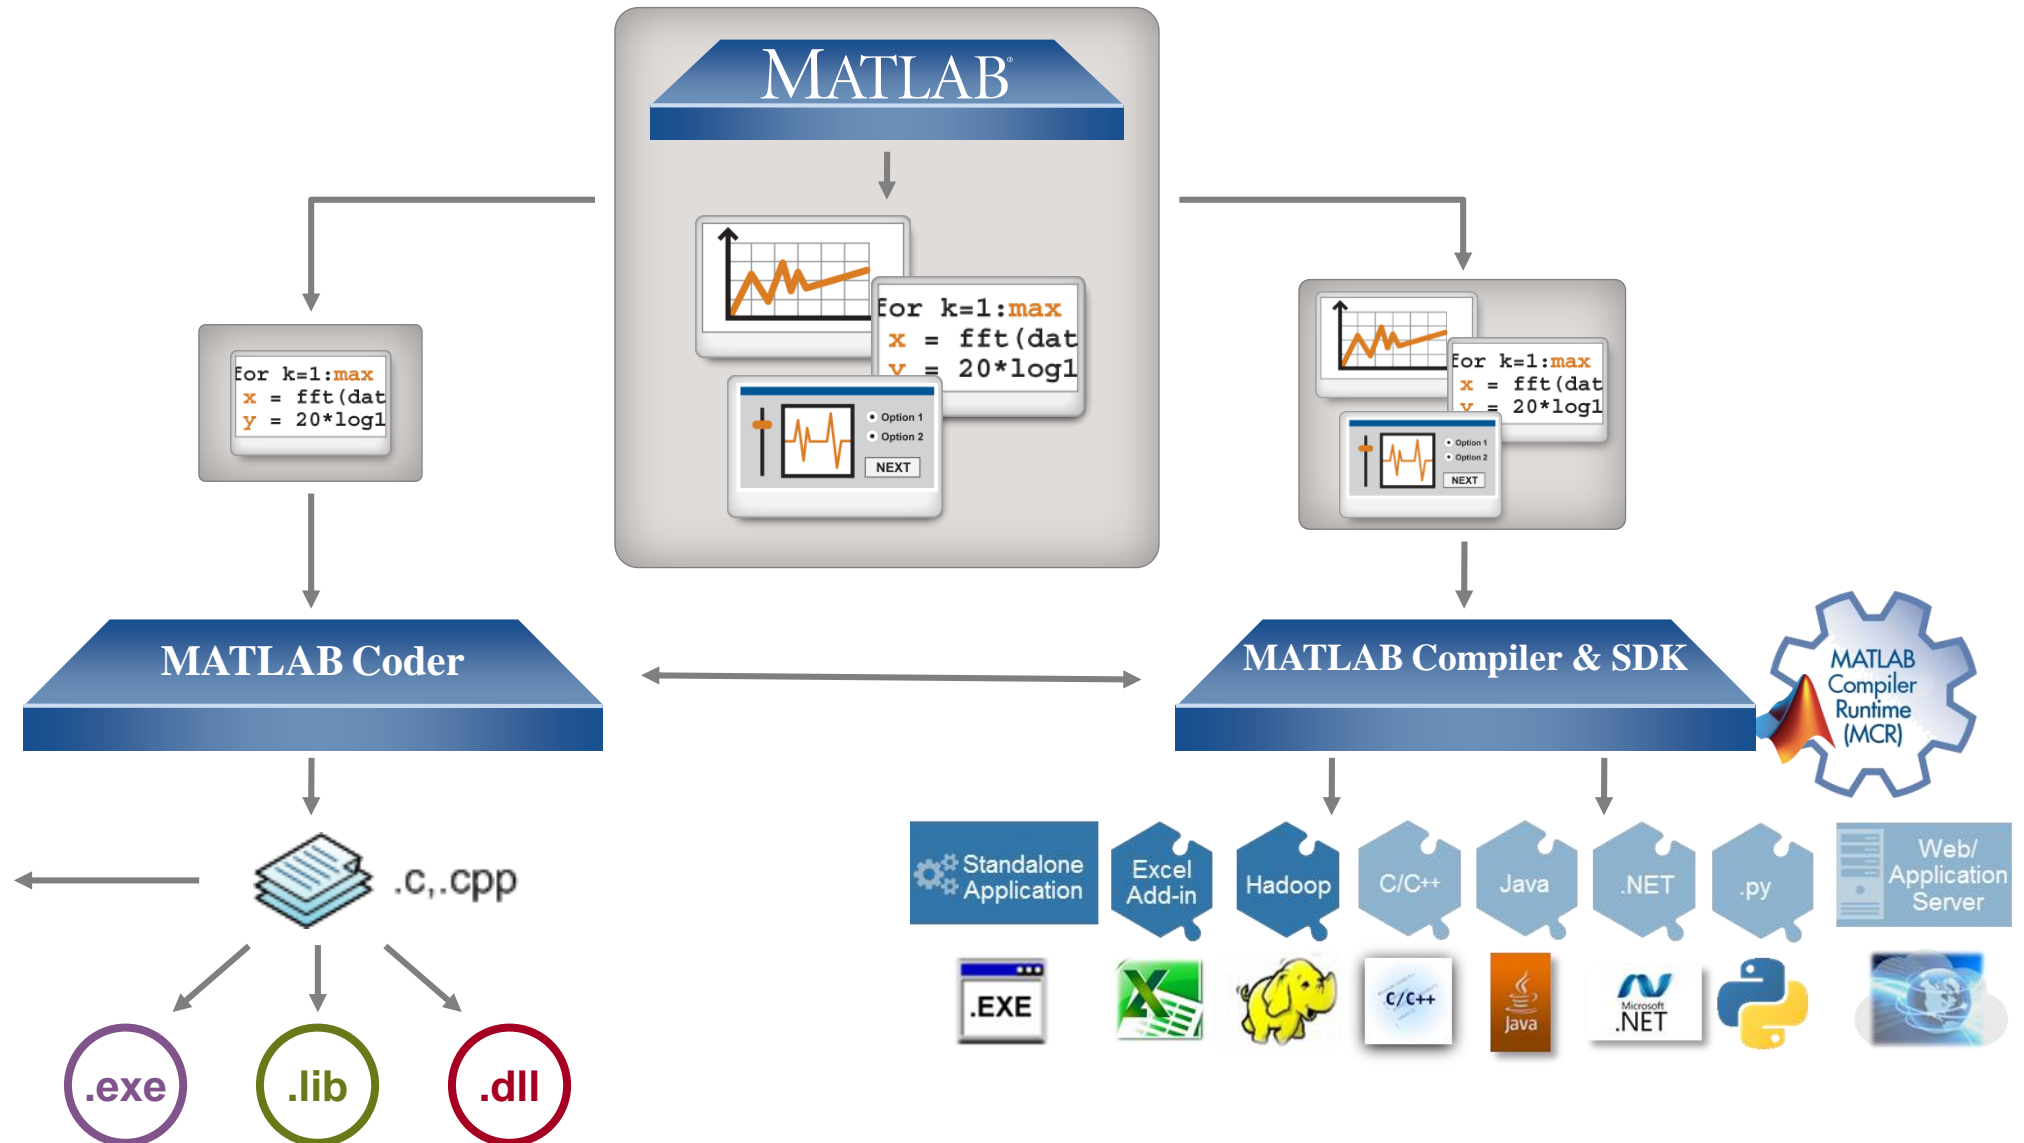 MATLAB®
for k=1:max
x = fft(dat
y = 20*log1
Option 1
Option 2
NEXT
for k=1:max
x = fft(dat
y = 20*log1
for k=1:max
x = fft(dat
y = 20*log1
Option 1
Option 2
NEXT
MATLAB Coder
MATLAB Compiler & SDK
MATLAB
Compiler
Runtime
(MCR)
.c,.cpp
Standalone
Application
Excel
Add-in
Hadoop
C/C++
Java
.NET
.py
Web/
Application
Server
.EXE
C/C++
Java
Microsoft
.NET
.exe
.lib
.dll